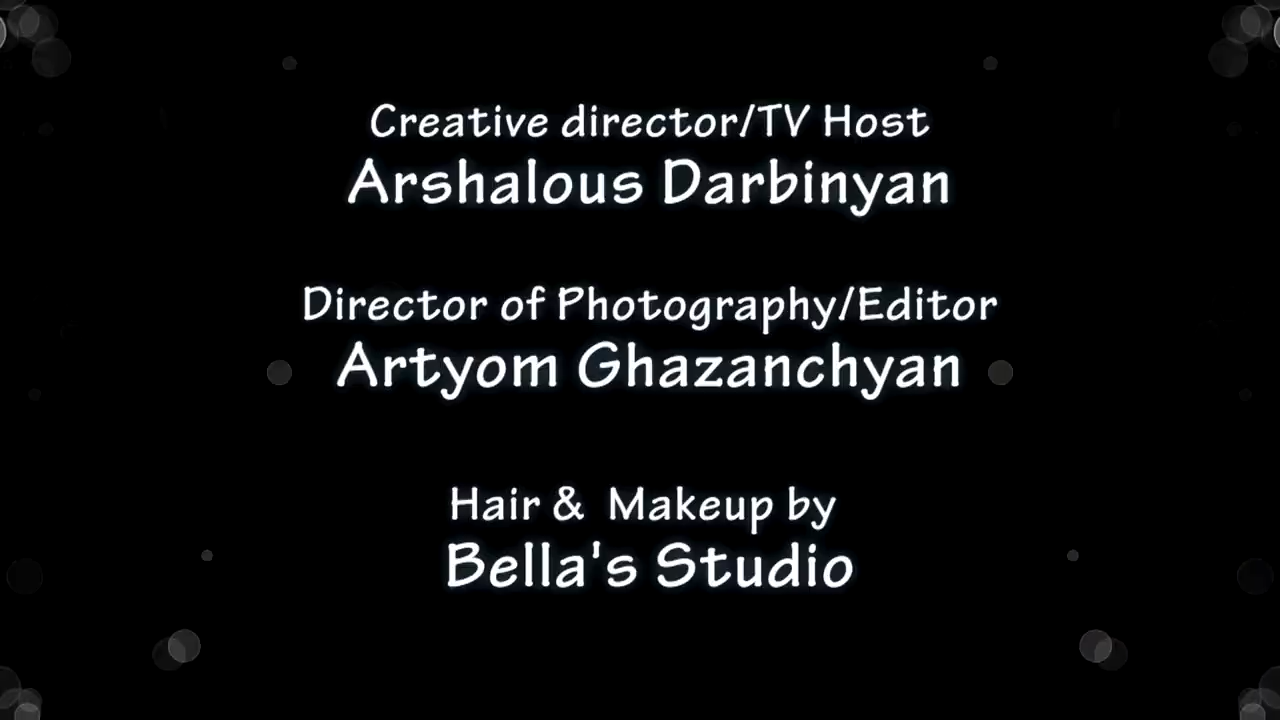 Creative director/TV Host
Arshalous Darbinyan
Director of Photography/Editor
Artyom Ghazanchyan
Hair & Makeup by
Bella's Studio